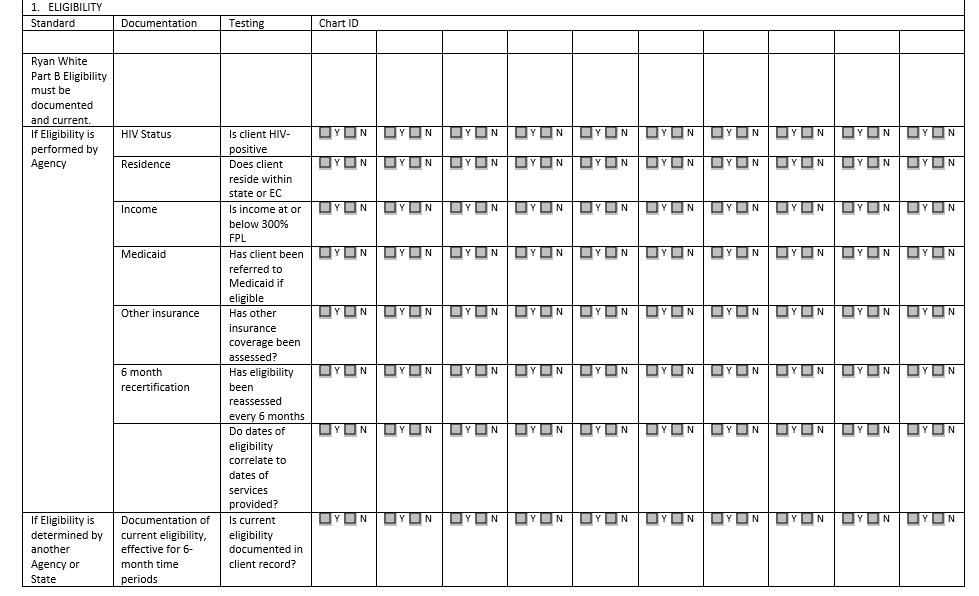 1. ELIGIBILITY
Standard
Documentation
Testing
Chart ID
Ryan White
Part B Eligibility
must be
documented
and current.
If Eligibility is
performed by
Agency
HIV Status
Is client HIV-
positive
Y N Y N Y N Y N Y N Y N Y N Y N Y N Y N
Residence
Does client
reside within
state or EC
Y N Y N Y N Y N Y N Y N Y N Y N Y N Y N
Income
Is income at or
below 300%
FPL
Y N Y N Y N Y N Y N Y N Y N Y N Y N Y N
Medicaid
Has client been
referred to
Medicaid if
eligible
Y N Y N Y N Y N Y N Y N Y N Y N Y N Y N
Other insurance
Has other
insurance
coverage been
assessed?
Y N Y N Y N Y N Y N Y N Y N Y N Y N Y N
6 month
recertification
Has eligibility
been
reassessed
every 6 months
Y N Y N Y N Y N Y N Y N Y N Y N Y N Y N
Do dates of
eligibility
correlate to
dates of
services
provided?
Y N Y N Y N Y N Y N Y N Y N Y N Y N Y N
If Eligibility is
determined by
another
Agency or
State
Documentation of
current eligibility,
effective for 6-
month time
periods
Is current
eligibility
documented in
client record?
Y N Y N Y N Y N Y N Y N Y N Y N Y N Y N